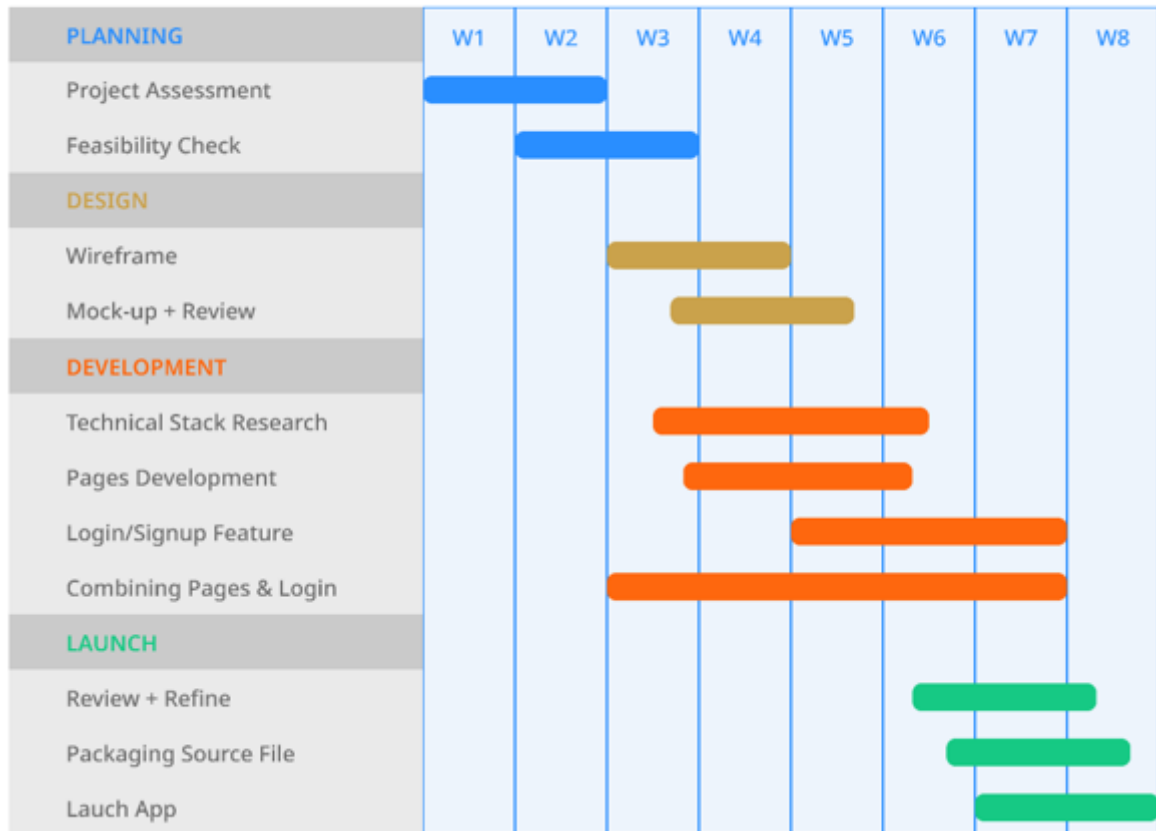 PLANNING W1 W2 W3 W4 W5 W6 W7 W8
Project Assessment
Feasibility Check
DESIGN
Wireframe
Mock-up + Review
DEVELOPMENT
Technical Stack Research
Pages Development
Login/Signup Feature
Combining Pages & Login
LAUNCH
Review + Refine
Packaging Source File
Lauch App